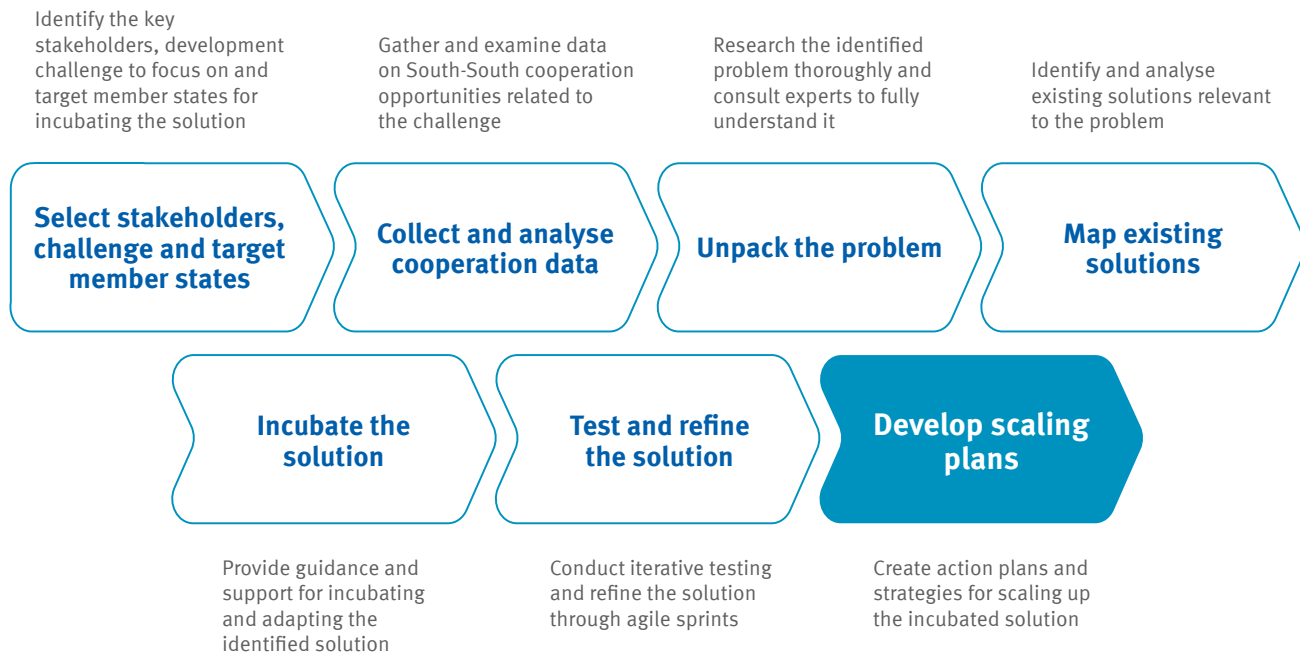 Identify the key
stakeholders, development
challenge to focus on and
target member states for
incubating the solution
Gather and examine data
on South-South cooperation
opportunities related to
the challenge
Research the identified
problem thoroughly and
consult experts to fully
understand it
Identify and analyse
existing solutions relevant
to the problem
Select stakeholders,
challenge and target
member states
Collect and analyse
cooperation data
Unpack the problem
Map existing
solutions
Incubate the
solution
Test and refine
the solution
Develop scaling
plans
Provide guidance and
support for incubating
and adapting the
identified solution
Conduct iterative testing
and refine the solution
through agile sprints
Create action plans and
strategies for scaling up
the incubated solution